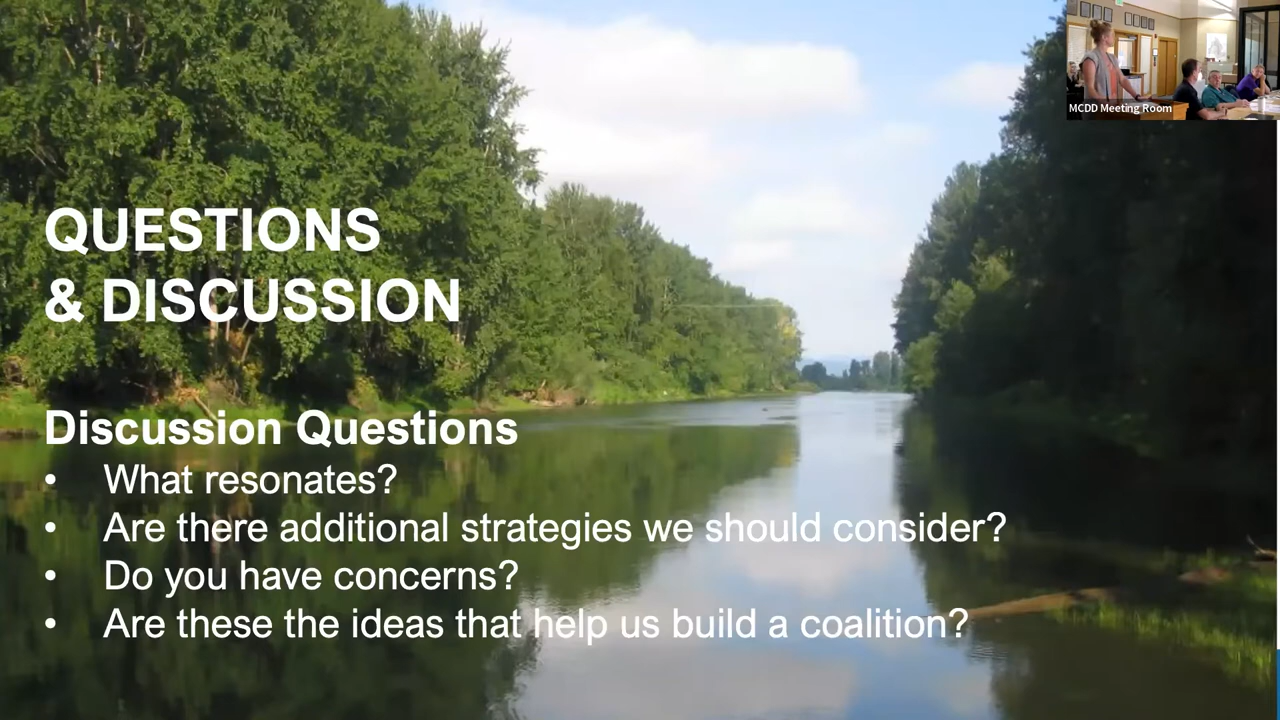 MCDD Meeting Room
QUESTIONS
& DISCUSSION
Discussion Questions
• What resonates?
• Are there additional strategies we should consider?
• Do you have concerns?
• Are these the ideas that help us build a coalition?